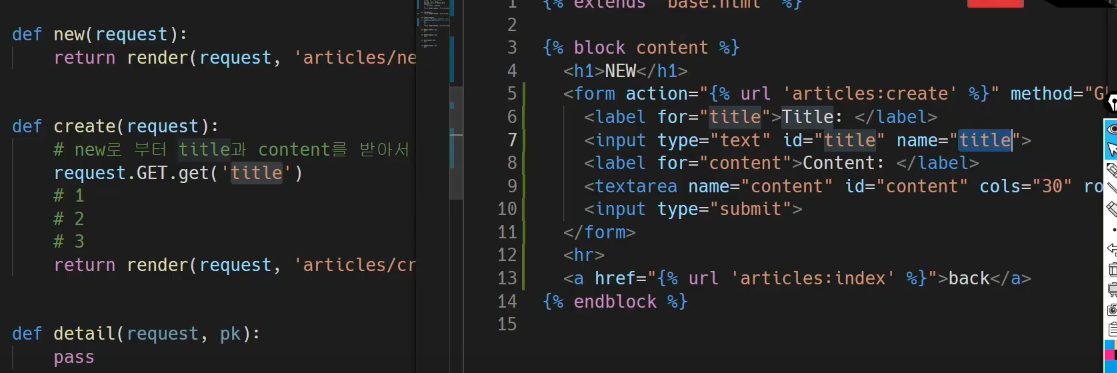 def new(request):
return render(request, 'articles/ne
def create(request):
# new로 부터 title과 content를 받아서
request.GET.get('title')
# 1
# 2
# 3
return render(request, 'articles/cr
def detail(request, pk):
pass
1 {% extends 'base.html' %}
2
3 {% block content %}
4 <h1>NEW</h1>
5 <form action="{% url 'articles:create' %}" method="G
6 <label for="title">Title: </label>
7 <input type="text" id="title" name="title">
8 <label for="content">Content: </label>
9 <textarea name="content" id="content" cols="30" ro
10 <input type="submit">
11 </form>
12 <hr>
13 <a href="{% url 'articles:index' %}">back</a>
14 {% endblock %}
15